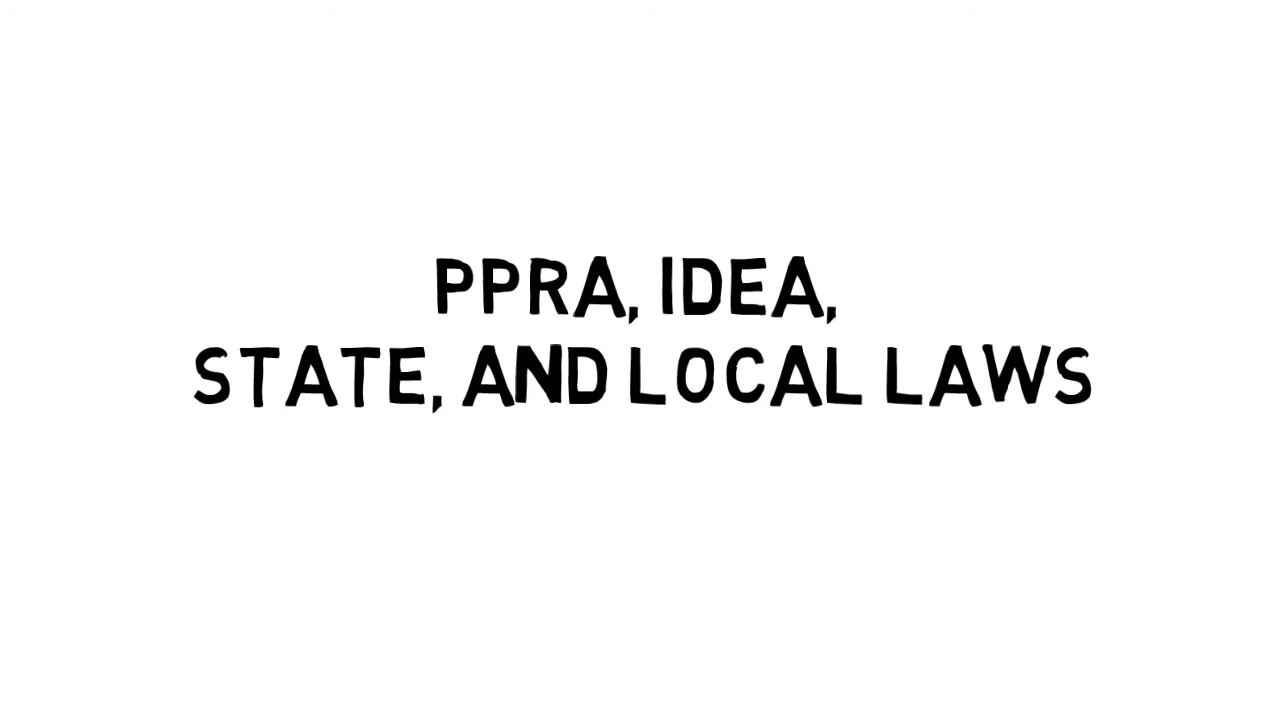 PPRA, IDEA,
STATE, AND LOCAL LAWS